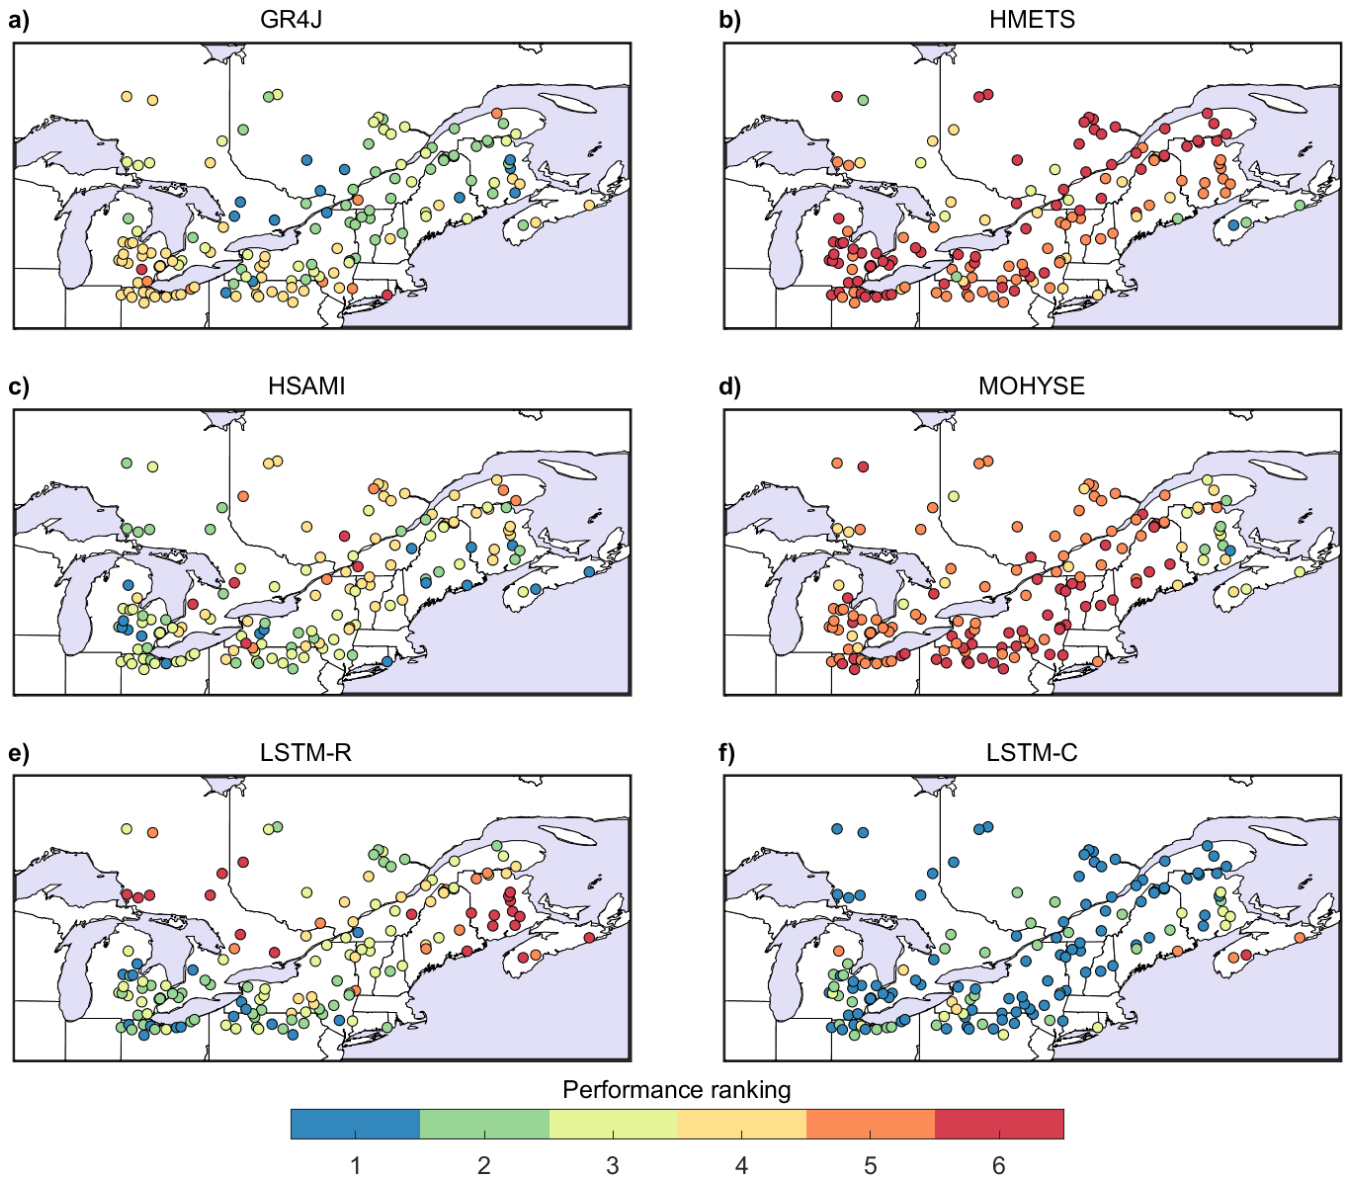 a) GR4J
b) HMETS
c) HSAMI
d) MOHYSE
e) LSTM-R
f) LSTM-C
Performance ranking
1 2 3 4 5 6